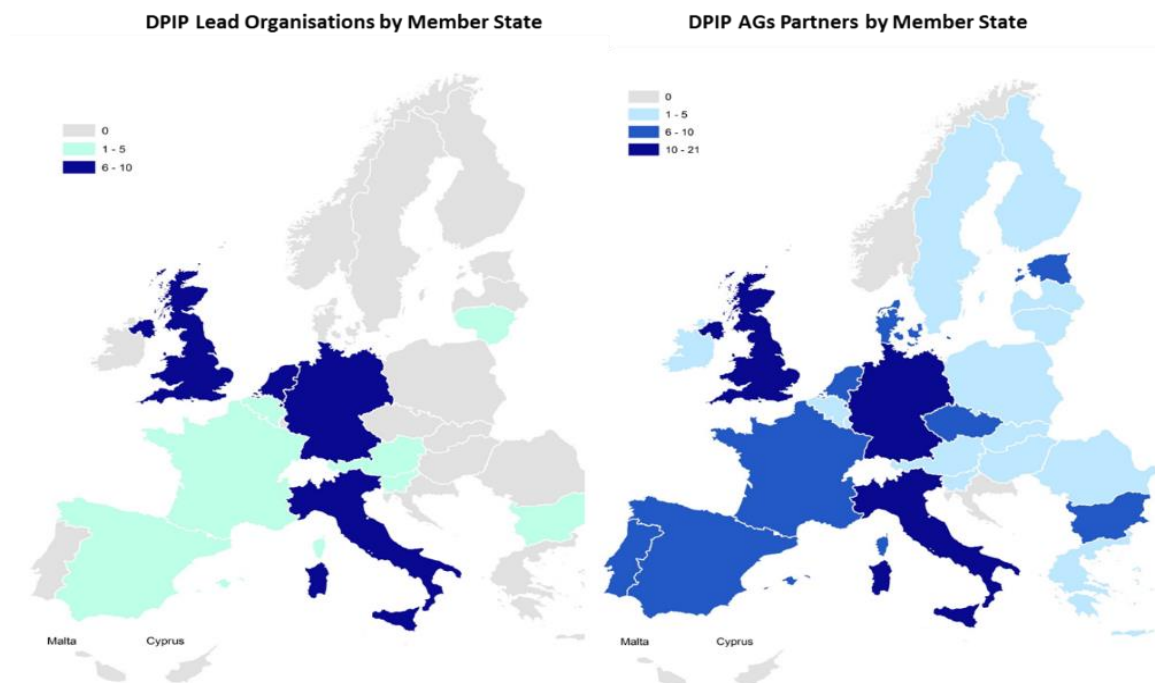 DPIP Lead Organisations by Member State
DPIP AGs Partners by Member State
0
1 - 5
6 - 10
0
1 - 5
6 - 10
10 - 21
Malta
Cyprus
Malta
Cyprus